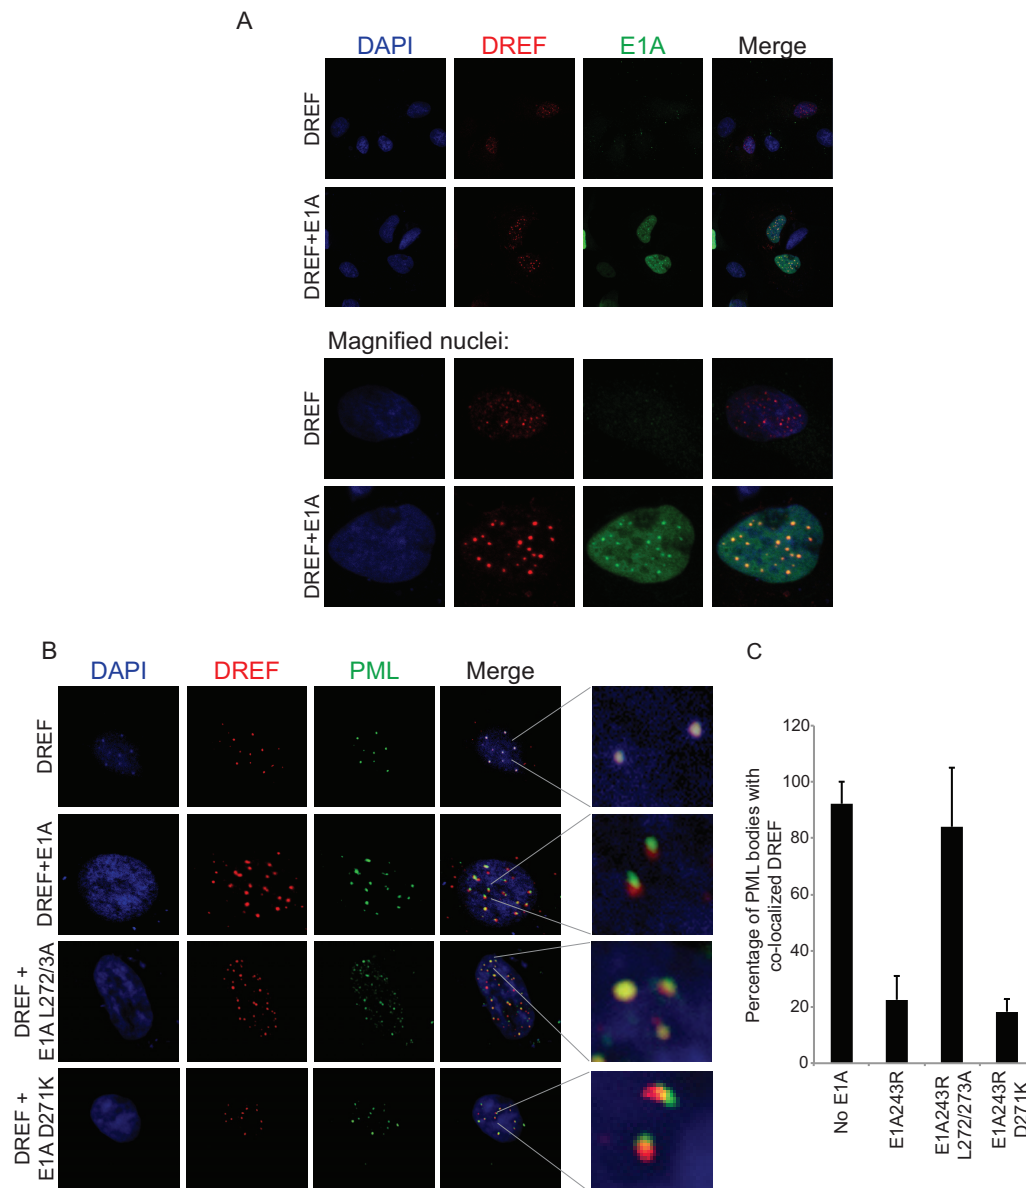 A
DAPI DREF E1A Merge
DREF
DREF+E1A
Magnified nuclei:
DREF
DREF+E1A
B
DAPI DREF PML Merge
DREF
DREF+E1A
DREF +
E1A L272/3A
DREF +
E1A D271K
C
Percentage of PML bodies with
co-localized DREF
120
100
80
60
40
20
0
No E1A
E1A243R
E1A243R
L272/273A
E1A243R
D271K